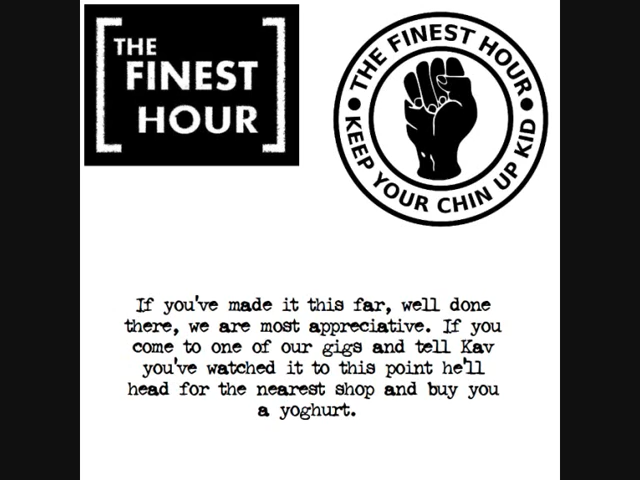 THE
FINEST
HOUR
THE FINEST HOUR
KEEP YOUR CHIN UP KID
If you've made it this far, well done
there, we are most appreciative. If you
come to one of our gigs and tell Kav
you've watched it to this point he'll
head for the nearest shop and buy you
a yoghurt.